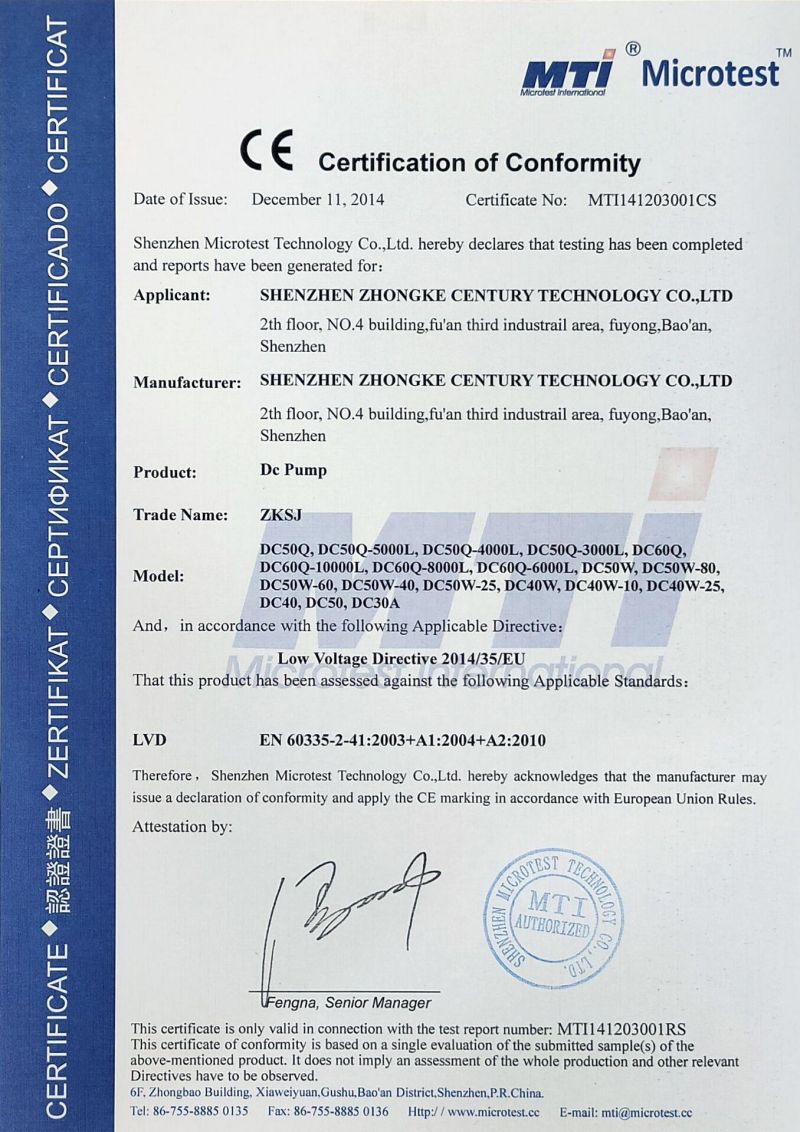 MTI ® Microtest ™
Microtest International
CE Certification of Conformity
Date of Issue: December 11, 2014 Certificate No: MTI141203001CS
Shenzhen Microtest Technology Co.,Ltd. hereby declares that testing has been completed
and reports have been generated for:
Applicant: SHENZHEN ZHONGKE CENTURY TECHNOLOGY CO.,LTD
2th floor, NO.4 building,fu'an third industrail area, fuyong,Bao'an,
Shenzhen
Manufacturer: SHENZHEN ZHONGKE CENTURY TECHNOLOGY CO.,LTD
2th floor, NO.4 building,fu'an third industrail area, fuyong,Bao'an,
Shenzhen
Product: Dc Pump
Trade Name: ZKSJ
DC50Q, DC50Q-5000L, DC50Q-4000L, DC50Q-3000L, DC60Q,
DC60Q-10000L, DC60Q-8000L, DC60Q-6000L, DC50W, DC50W-80,
Model: DC50W-60, DC50W-40, DC50W-25, DC40W, DC40W-10, DC40W-25,
DC40, DC50, DC30A
And, in accordance with the following Applicable Directive:
Low Voltage Directive 2014/35/EU
MTI
Microtest International
That this product has been assessed against the following Applicable Standards:
LVD EN 60335-2-41:2003+A1:2004+A2:2010
Therefore, Shenzhen Microtest Technology Co.,Ltd. hereby acknowledges that the manufacturer may
issue a declaration of conformity and apply the CE marking in accordance with European Union Rules.
Attestation by:
SHENZHEN MICROTEST TECHNOLOGY CO.,LTD.
MTI
AUTHORIZED
Fengna, Senior Manager
This certificate is only valid in connection with the test report number: MTI141203001RS
This certificate of conformity is based on a single evaluation of the submitted sample(s) of the
above-mentioned product. It does not imply an assessment of the whole production and other relevant
Directives have to be observed.
6F, Zhongbao Building, Xiaweiyuan,Gushu,Bao'an District,Shenzhen,P.R.China.
Tel: 86-755-8885 0135 Fax: 86-755-8885 0136 Http://www.microtest.cc E-mail: mti@microtest.cc
CERTIFICATE ◆ 認證證書 ◆ ZERTIFIKAT ◆ СЕРТИФИКАТ ◆ CERTIFICADO ◆ CERTIFICAT